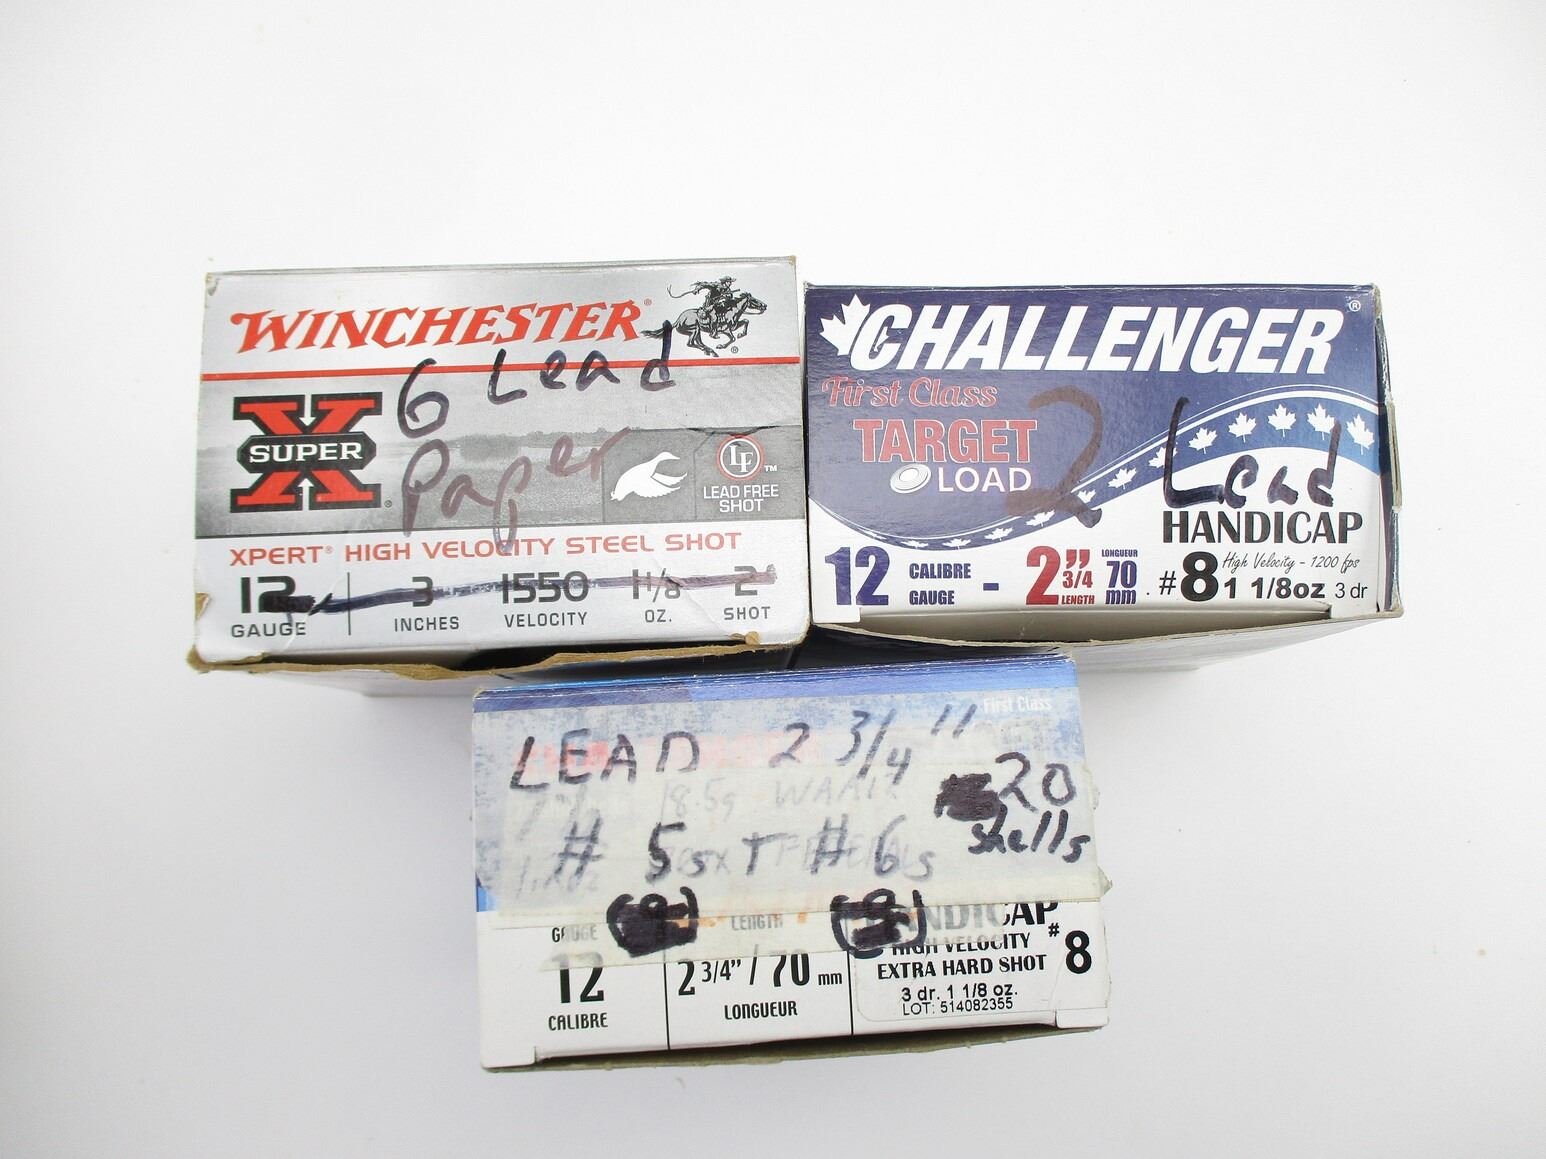 WINCHESTER®
6 Lead
Paper
SUPER X®
LF™
LEAD FREE
SHOT
XPERT® HIGH VELOCITY STEEL SHOT
12 3 1550 1 1/8 2
GAUGE INCHES VELOCITY OZ. SHOT
CHALLENGER®
First Class
TARGET
LOAD
2 Lead
HANDICAP
High Velocity - 1200 fps
12 CALIBRE GAUGE - 2 3/4" LENGTH LONGUEUR 70 mm #8 1 1/8oz 3 dr
First Class
LEAD 2 3/4"
20
shells
# 5s # 6s
GAUGE LENGTH HANDICAP
HIGH VELOCITY # 8
EXTRA HARD SHOT
12 2 3/4" / 70 mm
3 dr. 1 1/8 oz.
LOT: 514082355
CALIBRE LONGUEUR